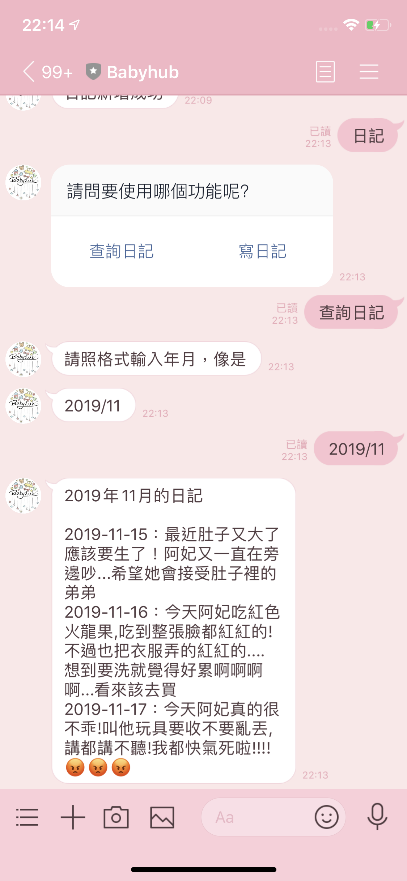 22:14
99+ Babyhub
日記新增成功
22:09
已讀
22:13
日記
請問要使用哪個功能呢?
查詢日記 寫日記
22:13
已讀
22:13
查詢日記
請照格式輸入年月，像是
22:13
2019/11
22:13
已讀
22:13
2019/11
2019年11月的日記
2019-11-15：最近肚子又大了
應該要生了！阿妃又一直在旁
邊吵...希望她會接受肚子裡的
弟弟
2019-11-16：今天阿妃吃紅色
火龍果,吃到整張臉都紅紅的!
不過也把衣服弄的紅紅的....
想到要洗就覺得好累啊啊啊
啊...看來該去買
2019-11-17：今天阿妃真的很
不乖!叫他玩具要收不要亂丟,
講都講不聽!我都快氣死啦!!!!
😡😡😡
22:13
Aa